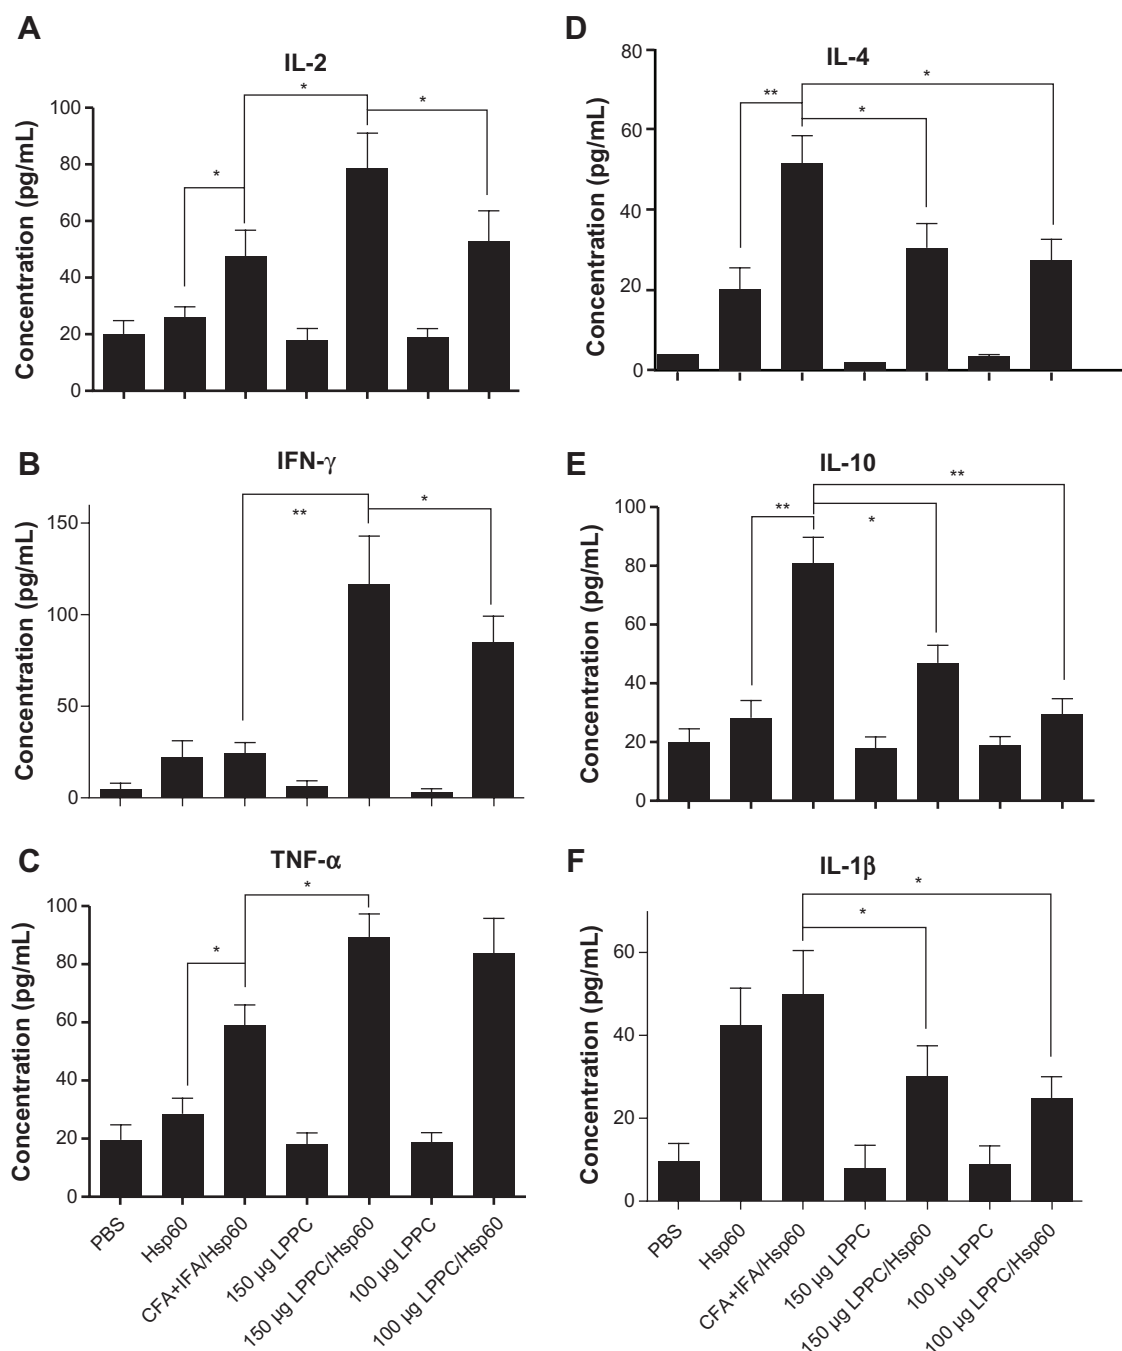 A
IL-2
Concentration (pg/mL)
100
80
60
40
20
0
*
*
*
B
IFN-γ
Concentration (pg/mL)
150
100
50
0
**
*
C
TNF-α
Concentration (pg/mL)
100
80
60
40
20
0
*
*
PBS
Hsp60
CFA+IFA/Hsp60
150 µg LPPC
150 µg LPPC/Hsp60
100 µg LPPC
100 µg LPPC/Hsp60
D
IL-4
Concentration (pg/mL)
80
60
40
20
0
**
*
*
E
IL-10
Concentration (pg/mL)
100
80
60
40
20
0
**
*
**
F
IL-1β
Concentration (pg/mL)
60
40
20
0
*
*
PBS
Hsp60
CFA+IFA/Hsp60
150 µg LPPC
150 µg LPPC/Hsp60
100 µg LPPC
100 µg LPPC/Hsp60